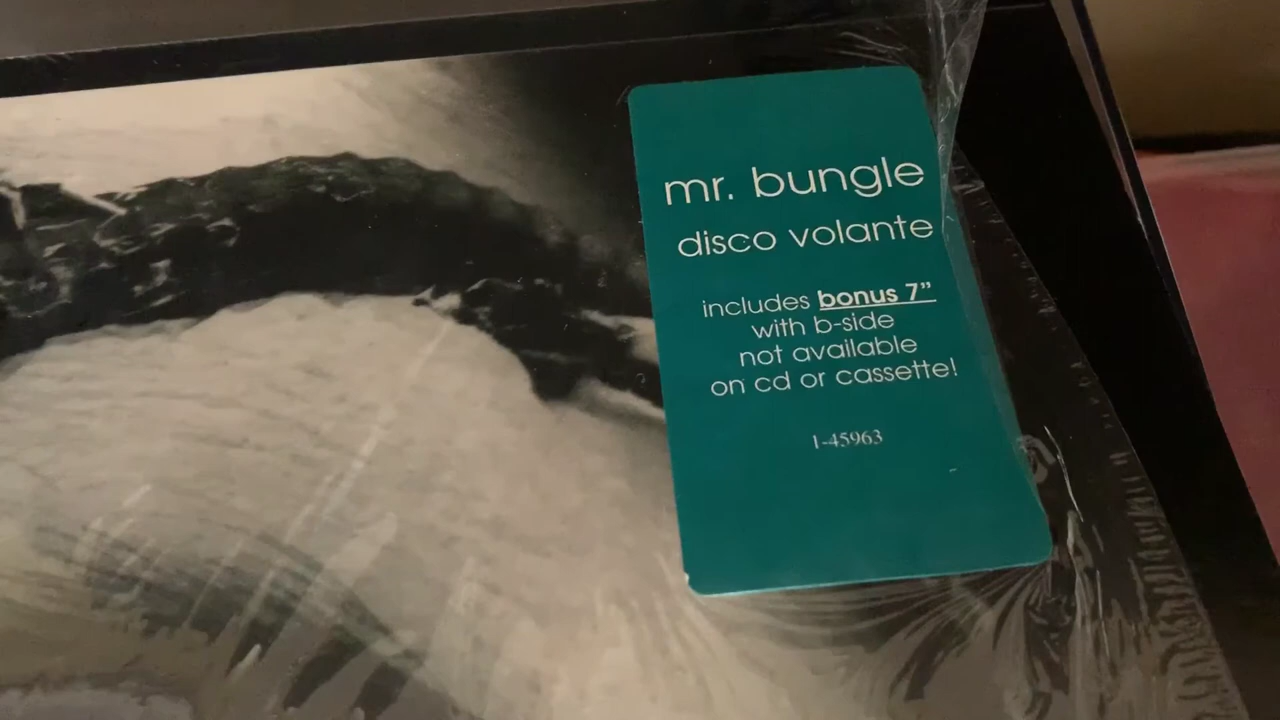 mr. bungle
disco volante
includes bonus 7”
with b-side
not available
on cd or cassette!
1-45963